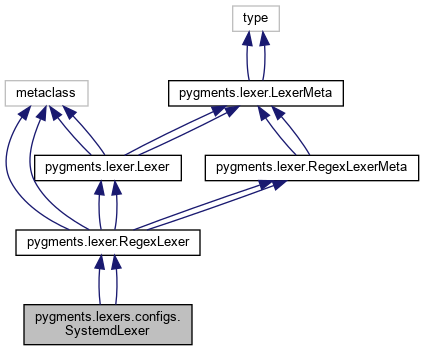 type
metaclass
pygments.lexer.LexerMeta
pygments.lexer.Lexer
pygments.lexer.RegexLexerMeta
pygments.lexer.RegexLexer
pygments.lexers.configs.
SystemdLexer